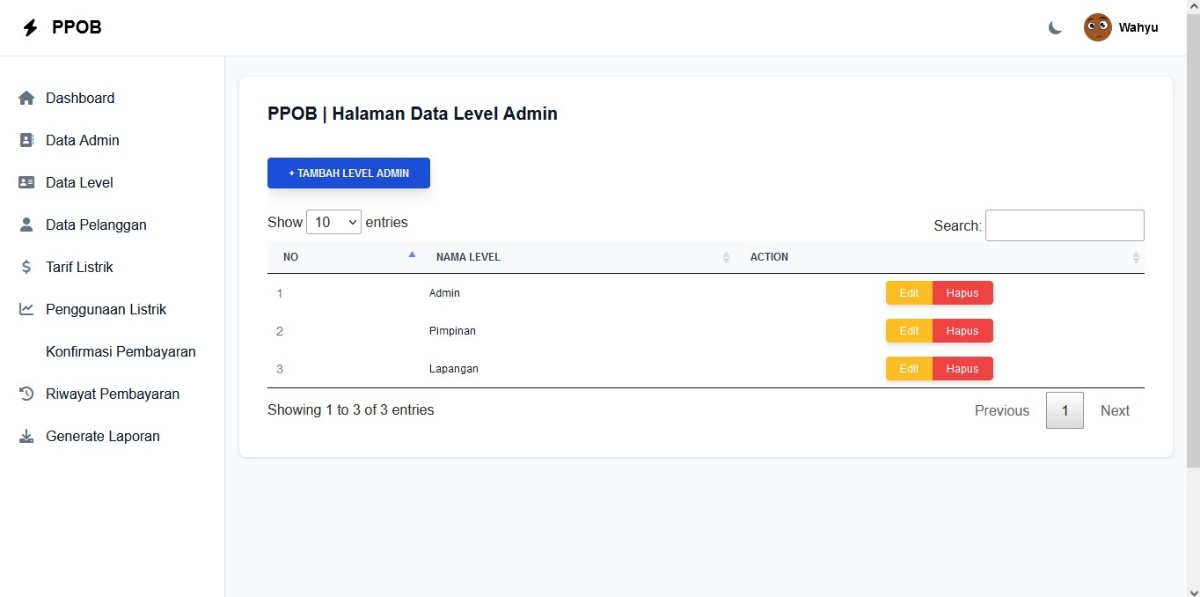 PPOB
Wahyu
Dashboard
Data Admin
Data Level
Data Pelanggan
Tarif Listrik
Penggunaan Listrik
Konfirmasi Pembayaran
Riwayat Pembayaran
Generate Laporan
PPOB | Halaman Data Level Admin
+ TAMBAH LEVEL ADMIN
Show 10 entries
Search:
NO NAMA LEVEL ACTION
1 Admin Edit Hapus
2 Pimpinan Edit Hapus
3 Lapangan Edit Hapus
Showing 1 to 3 of 3 entries
Previous 1 Next